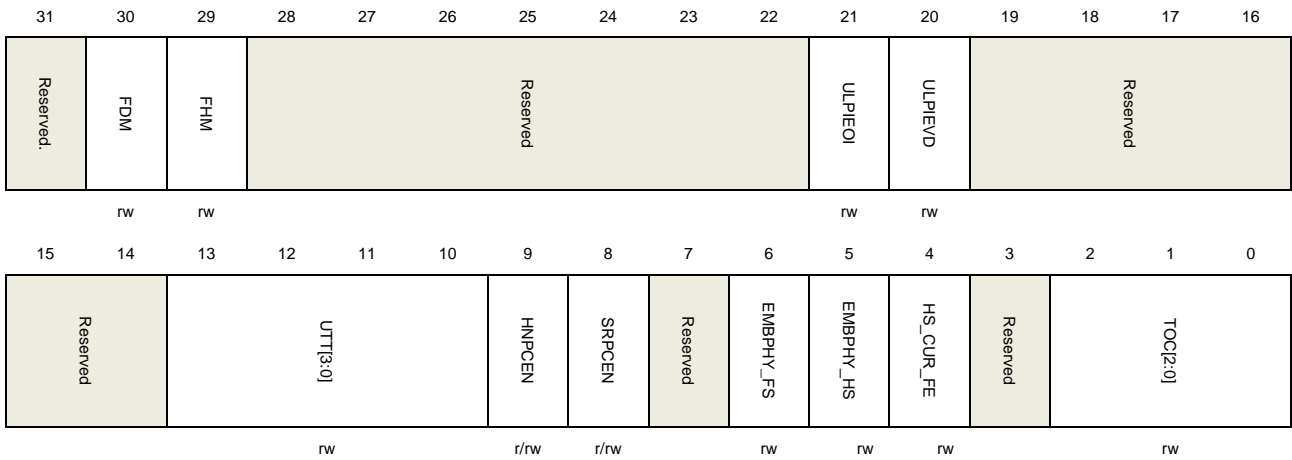 31 30 29 28 27 26 25 24 23 22 21 20 19 18 17 16
Reserved. FDM FHM Reserved ULPIEOI ULPIEVD Reserved
rw rw rw rw
15 14 13 12 11 10 9 8 7 6 5 4 3 2 1 0
Reserved UTT[3:0] HNPCEN SRPCEN Reserved EMBPHY_FS EMBPHY_HS HS_CUR_FE Reserved TOC[2:0]
rw r/rw r/rw rw rw rw rw